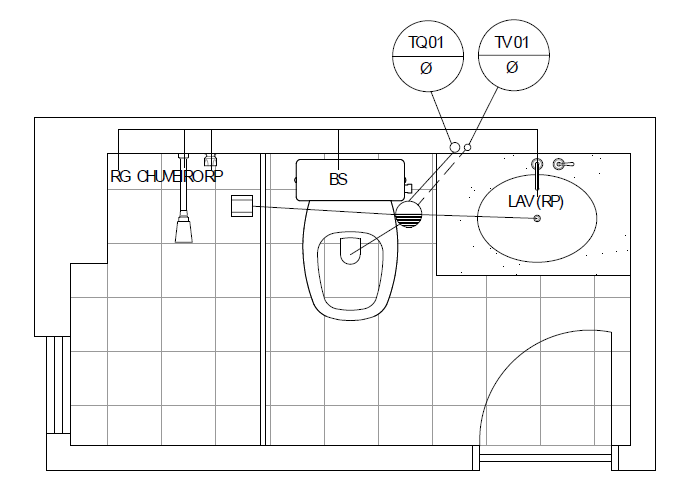 TQ01
Ø
TV01
Ø
RG CHUVEIRO RP
BS
LAV (RP)